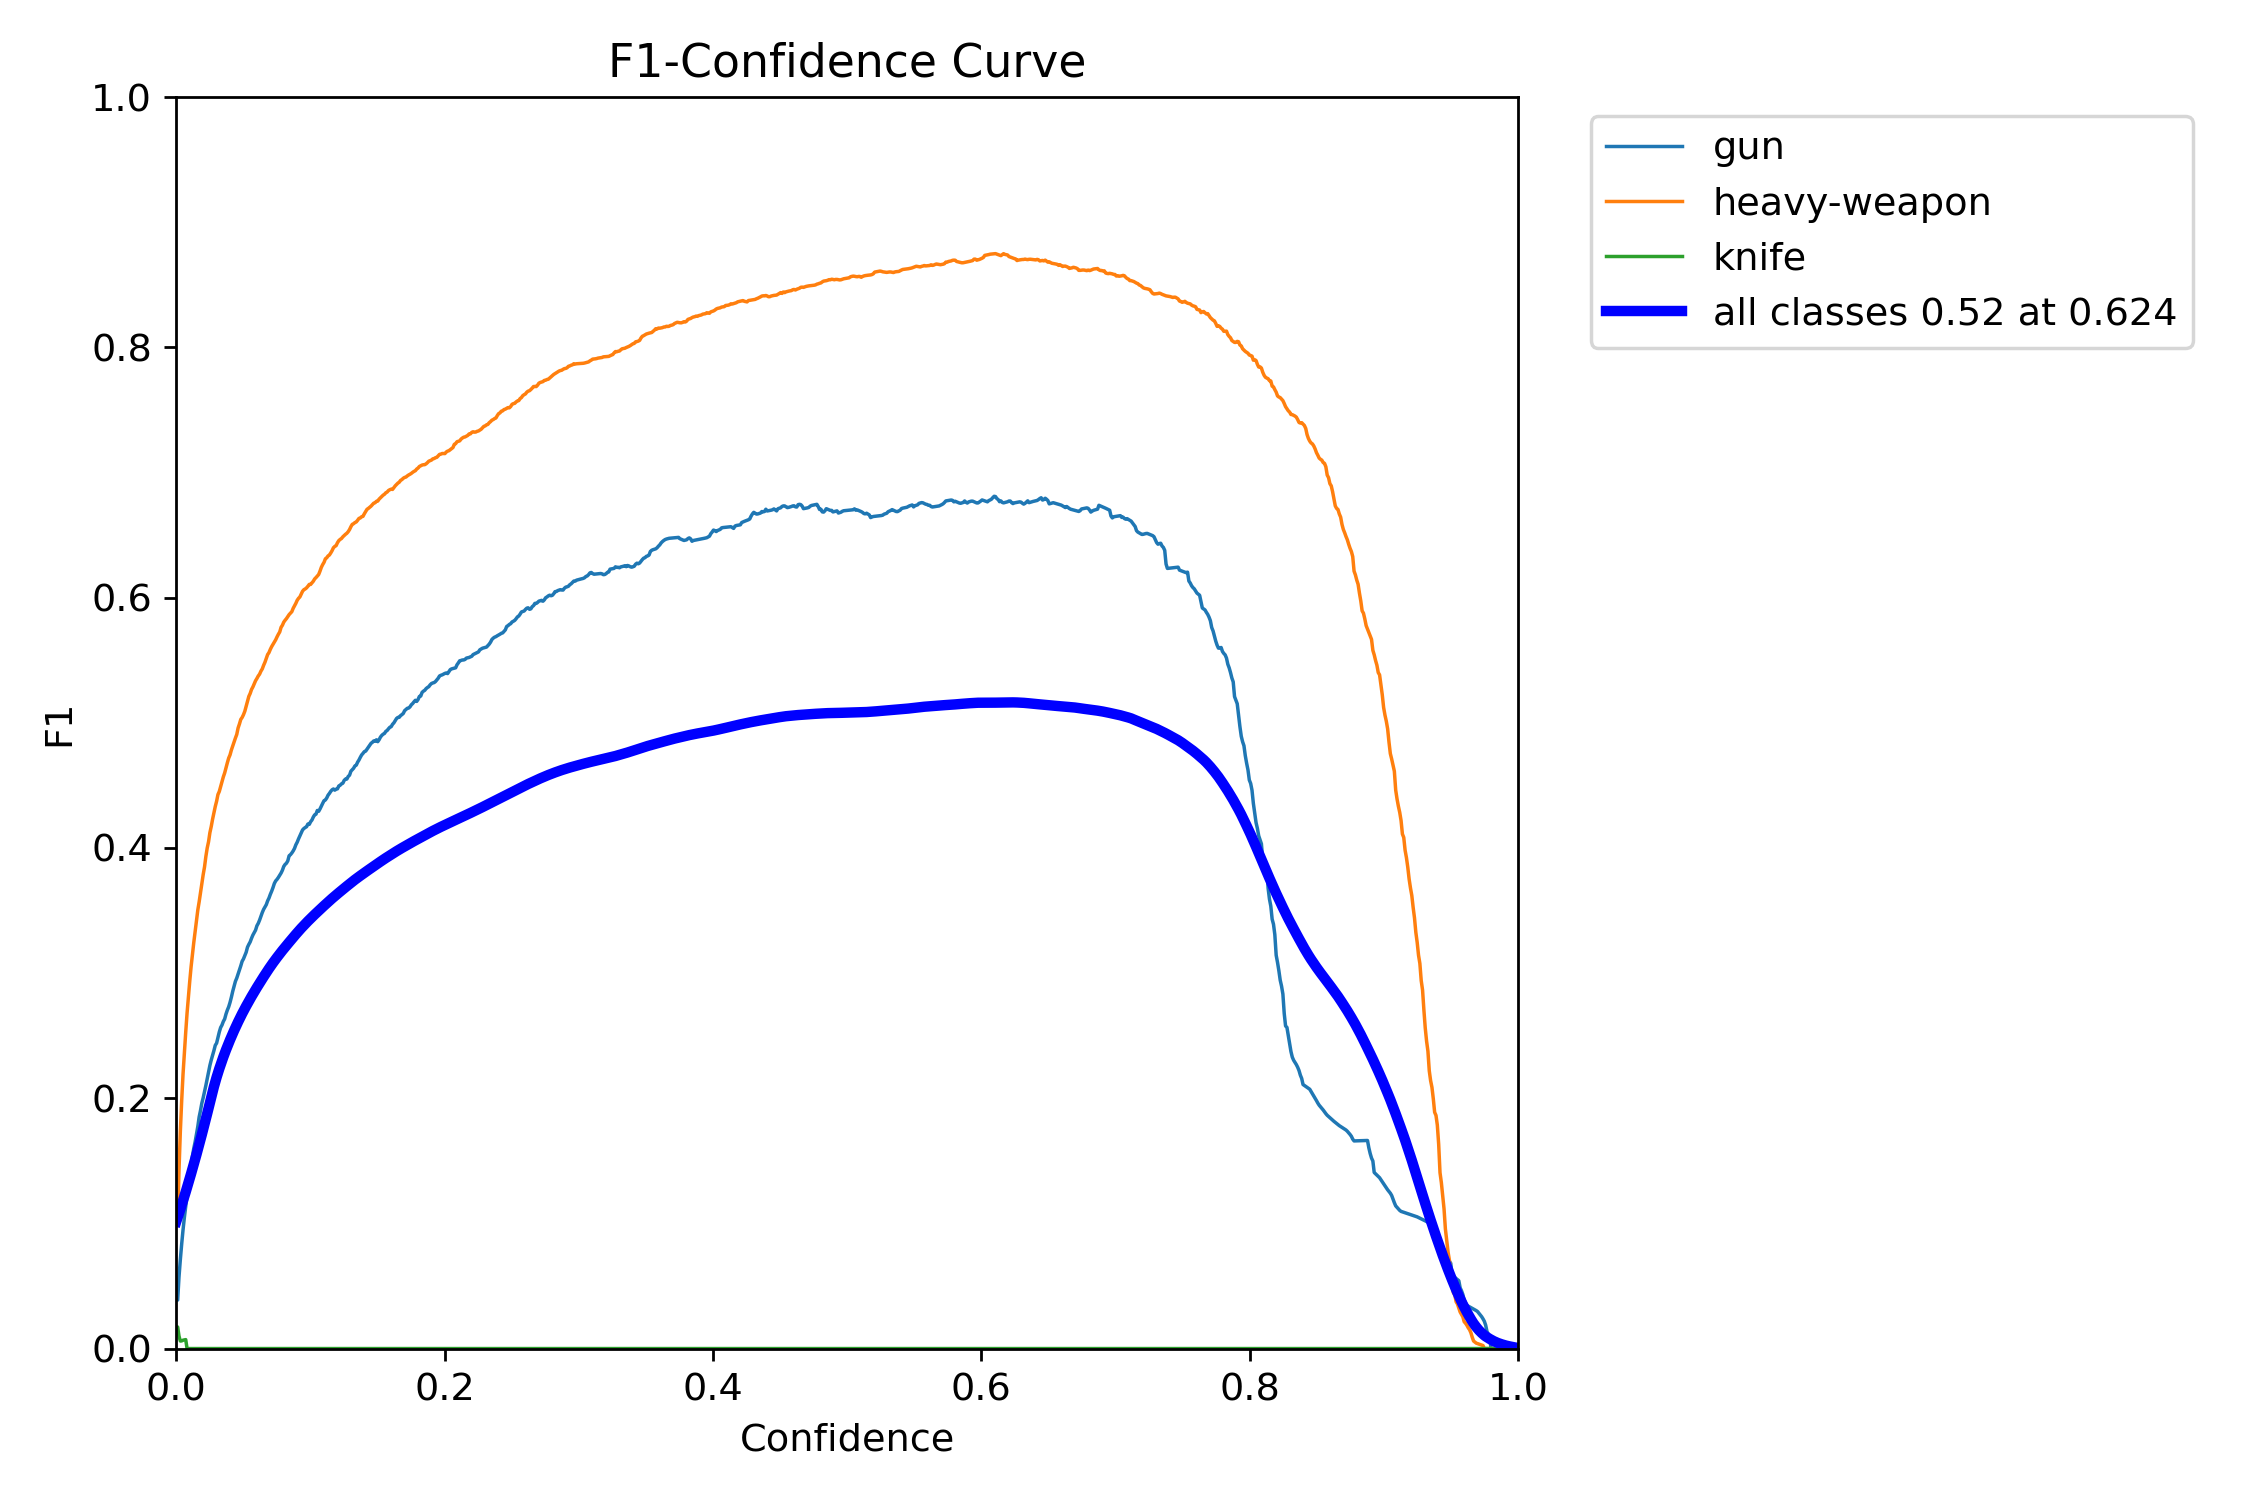 F1-Confidence Curve
1.0
0.8
0.6
0.4
0.2
0.0
F1
0.0 0.2 0.4 0.6 0.8 1.0
Confidence
gun
heavy-weapon
knife
all classes 0.52 at 0.624